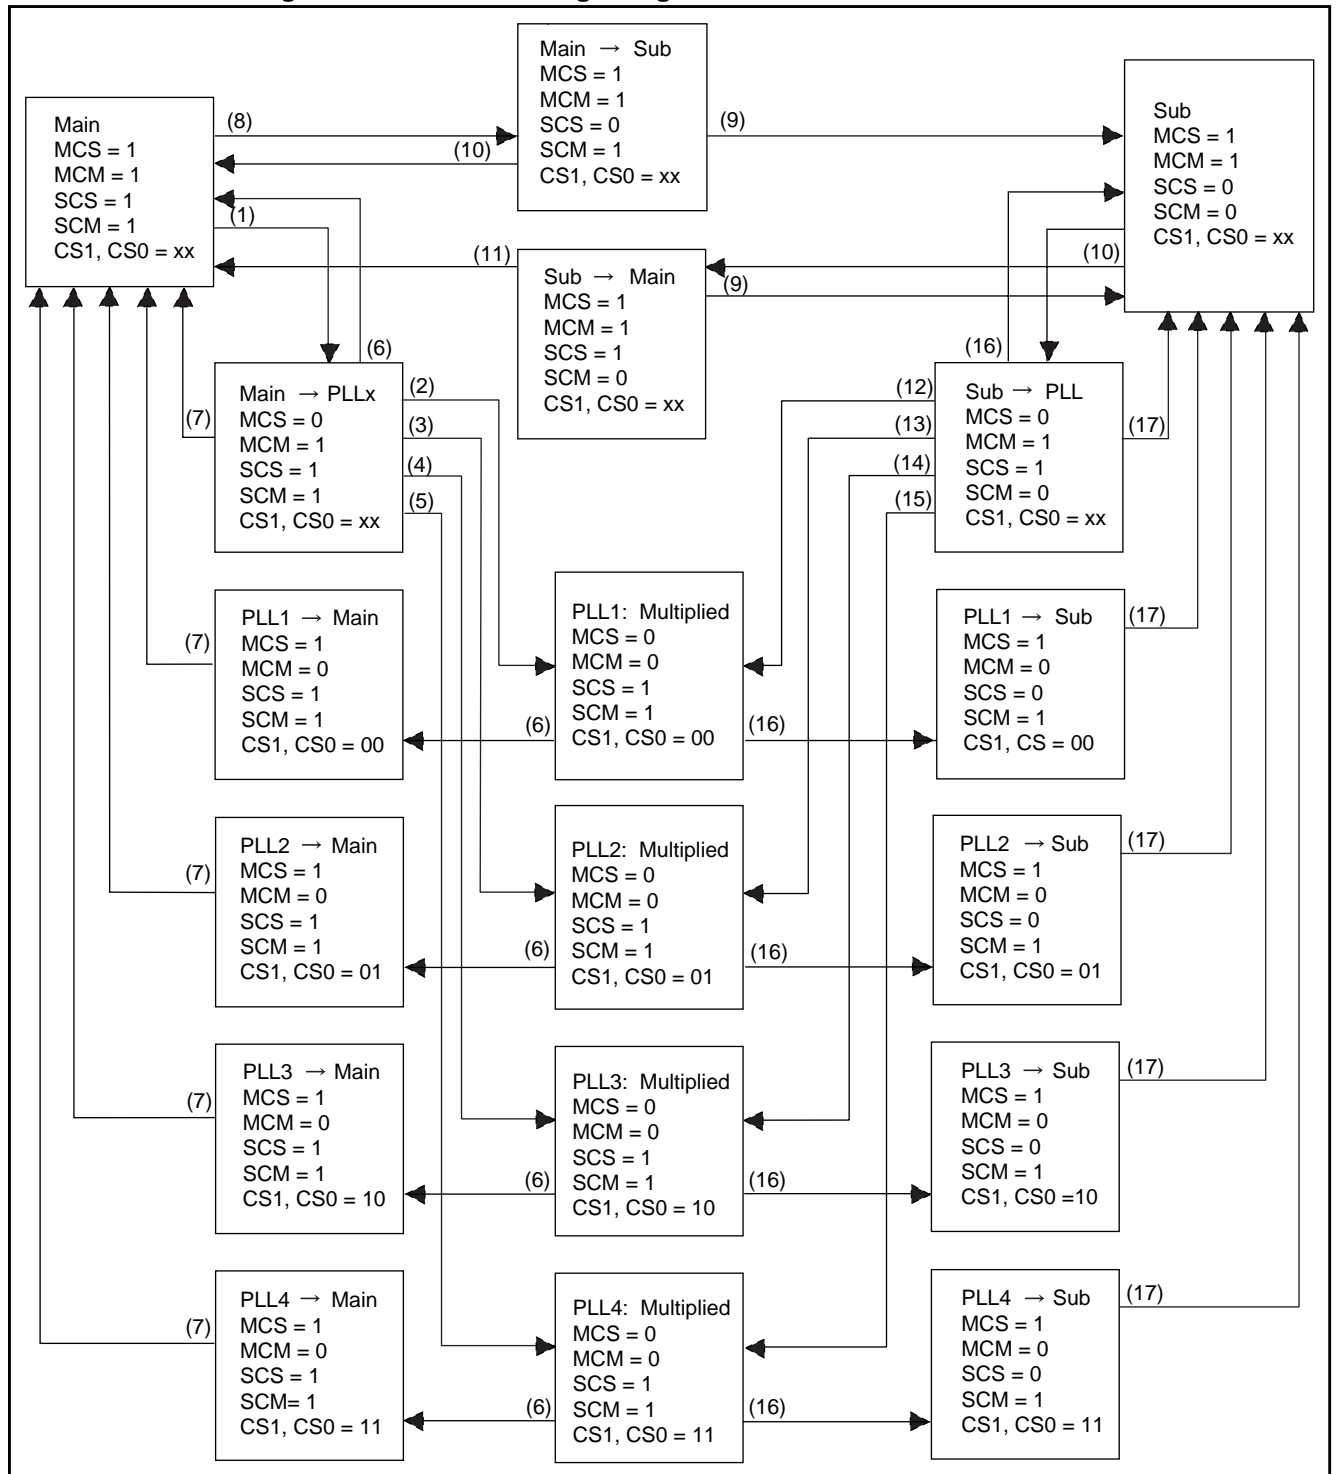 Main → Sub
MCS = 1
MCM = 1
SCS = 0
SCM = 1
CS1, CS0 = xx
Main
MCS = 1
MCM = 1
SCS = 1
SCM = 1
CS1, CS0 = xx
Sub
MCS = 1
MCM = 1
SCS = 0
SCM = 0
CS1, CS0 = xx
(8)
(9)
(10)
(1)
(11)
(10)
(9)
Sub → Main
MCS = 1
MCM = 1
SCS = 1
SCM = 0
CS1, CS0 = xx
(6)
(16)
Main → PLLx
MCS = 0
MCM = 1
SCS = 1
SCM = 1
CS1, CS0 = xx
(7)
(2)
(3)
(4)
(5)
(12)
(13)
(14)
(15)
Sub → PLL
MCS = 0
MCM = 1
SCS = 1
SCM = 0
CS1, CS0 = xx
(17)
PLL1 → Main
MCS = 1
MCM = 0
SCS = 1
SCM = 1
CS1, CS0 = 00
(7)
(6)
PLL1: Multiplied
MCS = 0
MCM = 0
SCS = 1
SCM = 1
CS1, CS0 = 00
(16)
PLL1 → Sub
MCS = 1
MCM = 0
SCS = 0
SCM = 1
CS1, CS = 00
(17)
PLL2 → Main
MCS = 1
MCM = 0
SCS = 1
SCM = 1
CS1, CS0 = 01
(7)
(6)
PLL2: Multiplied
MCS = 0
MCM = 0
SCS = 1
SCM = 1
CS1, CS0 = 01
(16)
PLL2 → Sub
MCS = 1
MCM = 0
SCS = 0
SCM = 1
CS1, CS0 = 01
(17)
PLL3 → Main
MCS = 1
MCM = 0
SCS = 1
SCM = 1
CS1, CS0 = 10
(7)
(6)
PLL3: Multiplied
MCS = 0
MCM = 0
SCS = 1
SCM = 1
CS1, CS0 = 10
(16)
PLL3 → Sub
MCS = 1
MCM = 0
SCS = 0
SCM = 1
CS1, CS0 =10
(17)
PLL4 → Main
MCS = 1
MCM = 0
SCS = 1
SCM= 1
CS1, CS0 = 11
(7)
(6)
PLL4: Multiplied
MCS = 0
MCM = 0
SCS = 1
SCM = 1
CS1, CS0 = 11
(16)
PLL4 → Sub
MCS = 1
MCM = 0
SCS = 0
SCM = 1
CS1, CS0 = 11
(17)